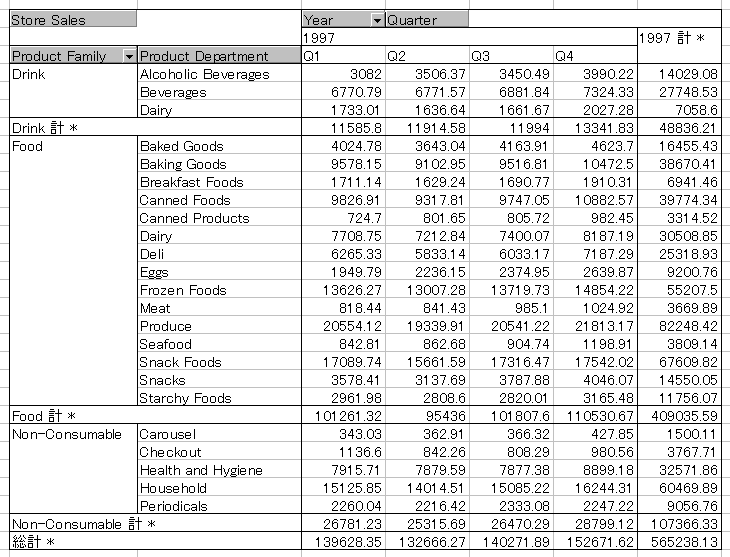 Store Sales Year Quarter
1997 1997 計 *
Product Family Product Department Q1 Q2 Q3 Q4
Drink Alcoholic Beverages 3082 3506.37 3450.49 3990.22 14029.08
Beverages 6770.79 6771.57 6881.84 7324.33 27748.53
Dairy 1733.01 1636.64 1661.67 2027.28 7058.6
Drink 計 * 11585.8 11914.58 11994 13341.83 48836.21
Food Baked Goods 4024.78 3643.04 4163.91 4623.7 16455.43
Baking Goods 9578.15 9102.95 9516.81 10472.5 38670.41
Breakfast Foods 1711.14 1629.24 1690.77 1910.31 6941.46
Canned Foods 9826.91 9317.81 9747.05 10882.57 39774.34
Canned Products 724.7 801.65 805.72 982.45 3314.52
Dairy 7708.75 7212.84 7400.07 8187.19 30508.85
Deli 6265.33 5833.14 6033.17 7187.29 25318.93
Eggs 1949.79 2236.15 2374.95 2639.87 9200.76
Frozen Foods 13626.27 13007.28 13719.73 14854.22 55207.5
Meat 818.44 841.43 985.1 1024.92 3669.89
Produce 20554.12 19339.91 20541.22 21813.17 82248.42
Seafood 842.81 862.68 904.74 1198.91 3809.14
Snack Foods 17089.74 15661.59 17316.47 17542.02 67609.82
Snacks 3578.41 3137.69 3787.88 4046.07 14550.05
Starchy Foods 2961.98 2808.6 2820.01 3165.48 11756.07
Food 計 * 101261.32 95436 101807.6 110530.67 409035.59
Non-Consumable Carousel 343.03 362.91 366.32 427.85 1500.11
Checkout 1136.6 842.26 808.29 980.56 3767.71
Health and Hygiene 7915.71 7879.59 7877.38 8899.18 32571.86
Household 15125.85 14014.51 15085.22 16244.31 60469.89
Periodicals 2260.04 2216.42 2333.08 2247.22 9056.76
Non-Consumable 計 * 26781.23 25315.69 26470.29 28799.12 107366.33
総計 * 139628.35 132666.27 140271.89 152671.62 565238.13